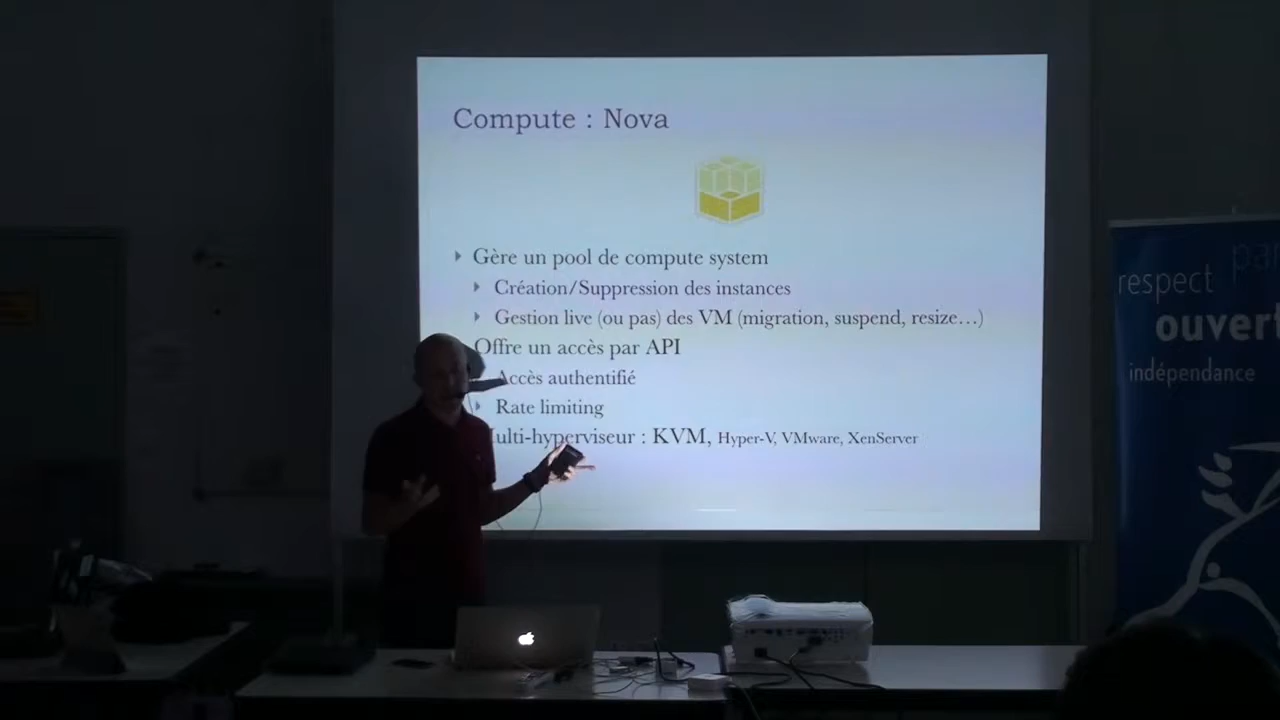 Compute : Nova
Gère un pool de compute system
Création/Suppression des instances
Gestion live (ou pas) des VM (migration, suspend, resize…)
Offre un accès par API
Accès authentifié
Rate limiting
ulti-hyperviseur : KVM, Hyper-V, VMware, XenServer
respect
ouvert
indépendance